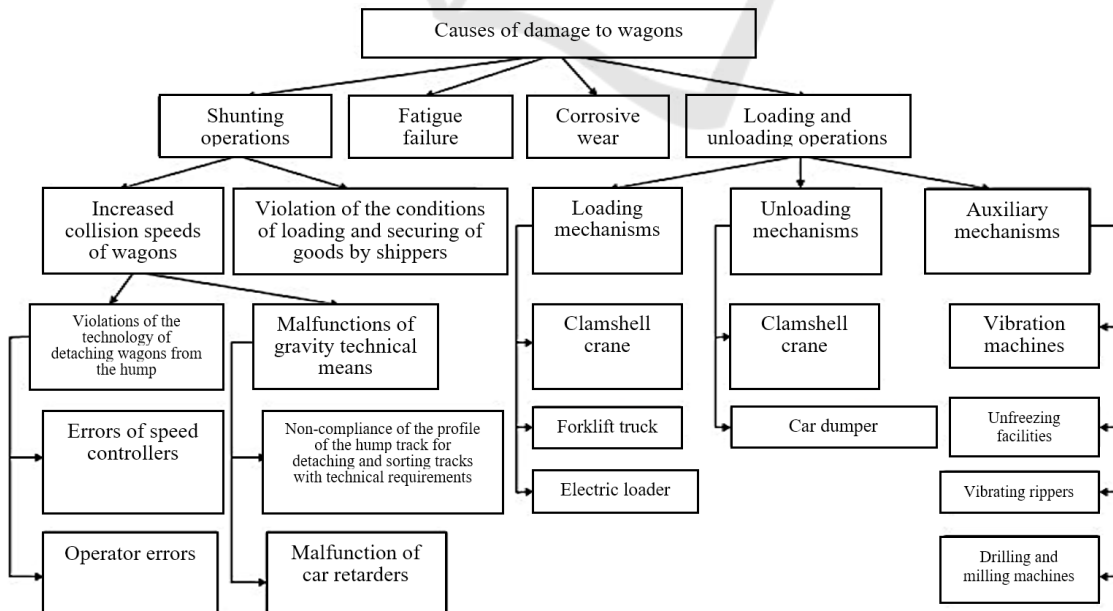 Causes of damage to wagons
Shunting
operations
Fatigue
failure
Corrosive
wear
Loading and
unloading operations
Increased
collision speeds
of wagons
Violation of the conditions
of loading and securing of
goods by shippers
Loading
mechanisms
Unloading
mechanisms
Auxiliary
mechanisms
Violations of the
technology of
detaching wagons from
the hump
Malfunctions of
gravity technical
means
Clamshell
crane
Clamshell
crane
Vibration
machines
Errors of speed
controllers
Non-compliance of the profile
of the hump track for
detaching and sorting tracks
with technical requirements
Forklift truck
Car dumper
Unfreezing
facilities
Electric loader
Vibrating rippers
Operator errors
Malfunction of
car retarders
Drilling and
milling machines